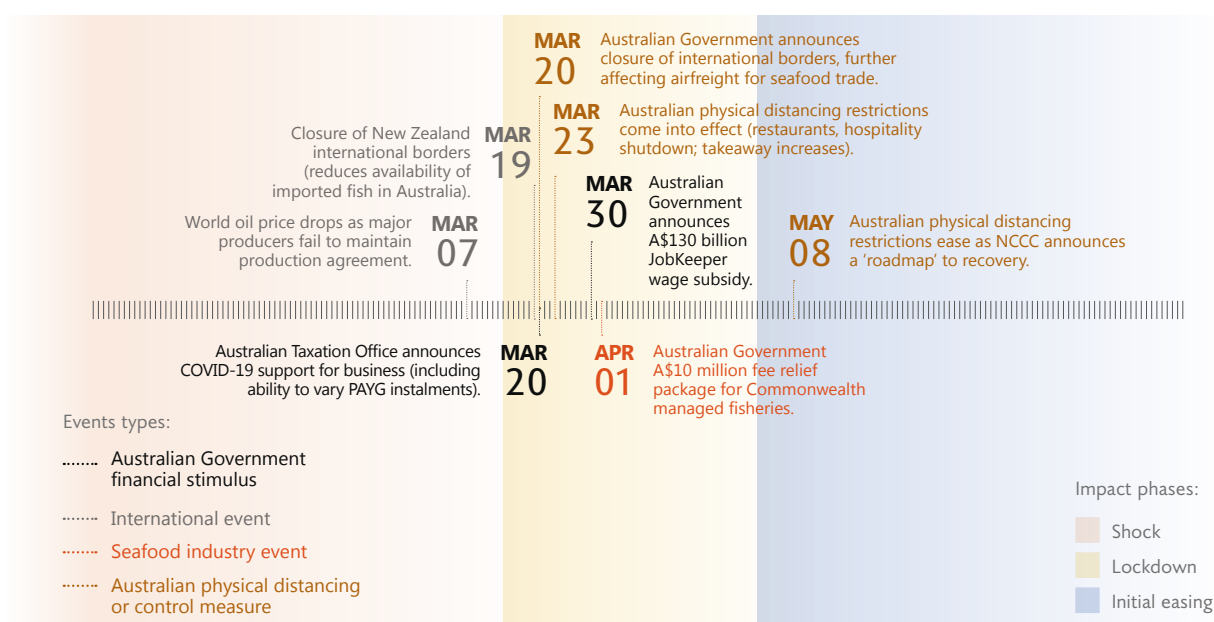 MAR
20
Australian Government announces
closure of international borders, further
affecting airfreight for seafood trade.
MAR
23
Australian physical distancing restrictions
come into effect (restaurants, hospitality
shutdown; takeaway increases).
Closure of New Zealand
international borders
(reduces availability of
imported fish in Australia).
MAR
19
MAR
30
Australian
Government
announces
A$130 billion
JobKeeper
wage subsidy.
World oil price drops as major
producers fail to maintain
production agreement.
MAR
07
MAY
08
Australian physical distancing
restrictions ease as NCCC announces
a ‘roadmap’ to recovery.
Australian Taxation Office announces
COVID-19 support for business (including
ability to vary PAYG instalments).
MAR
20
APR
01
Australian Government
A$10 million fee relief
package for Commonwealth
managed fisheries.
Events types:
Australian Government
financial stimulus
International event
Seafood industry event
Australian physical distancing
or control measure
Impact phases:
Shock
Lockdown
Initial easing